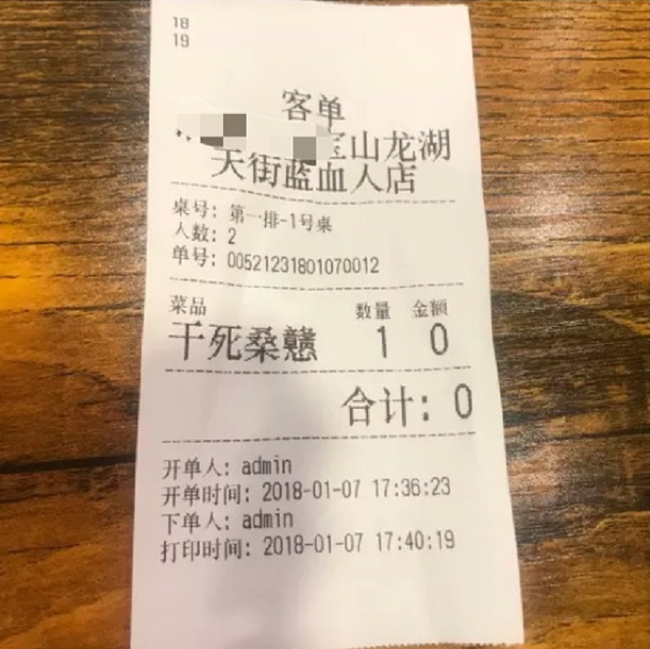 18
19
客单
宝山龙湖
天街蓝血人店
桌号: 第一排-1号桌
人数: 2
单号: 00521231801070012
菜品 数量 金额
干死桑戇 1 0
合计: 0
开单人: admin
开单时间: 2018-01-07 17:36:23
下单人: admin
打印时间: 2018-01-07 17:40:19